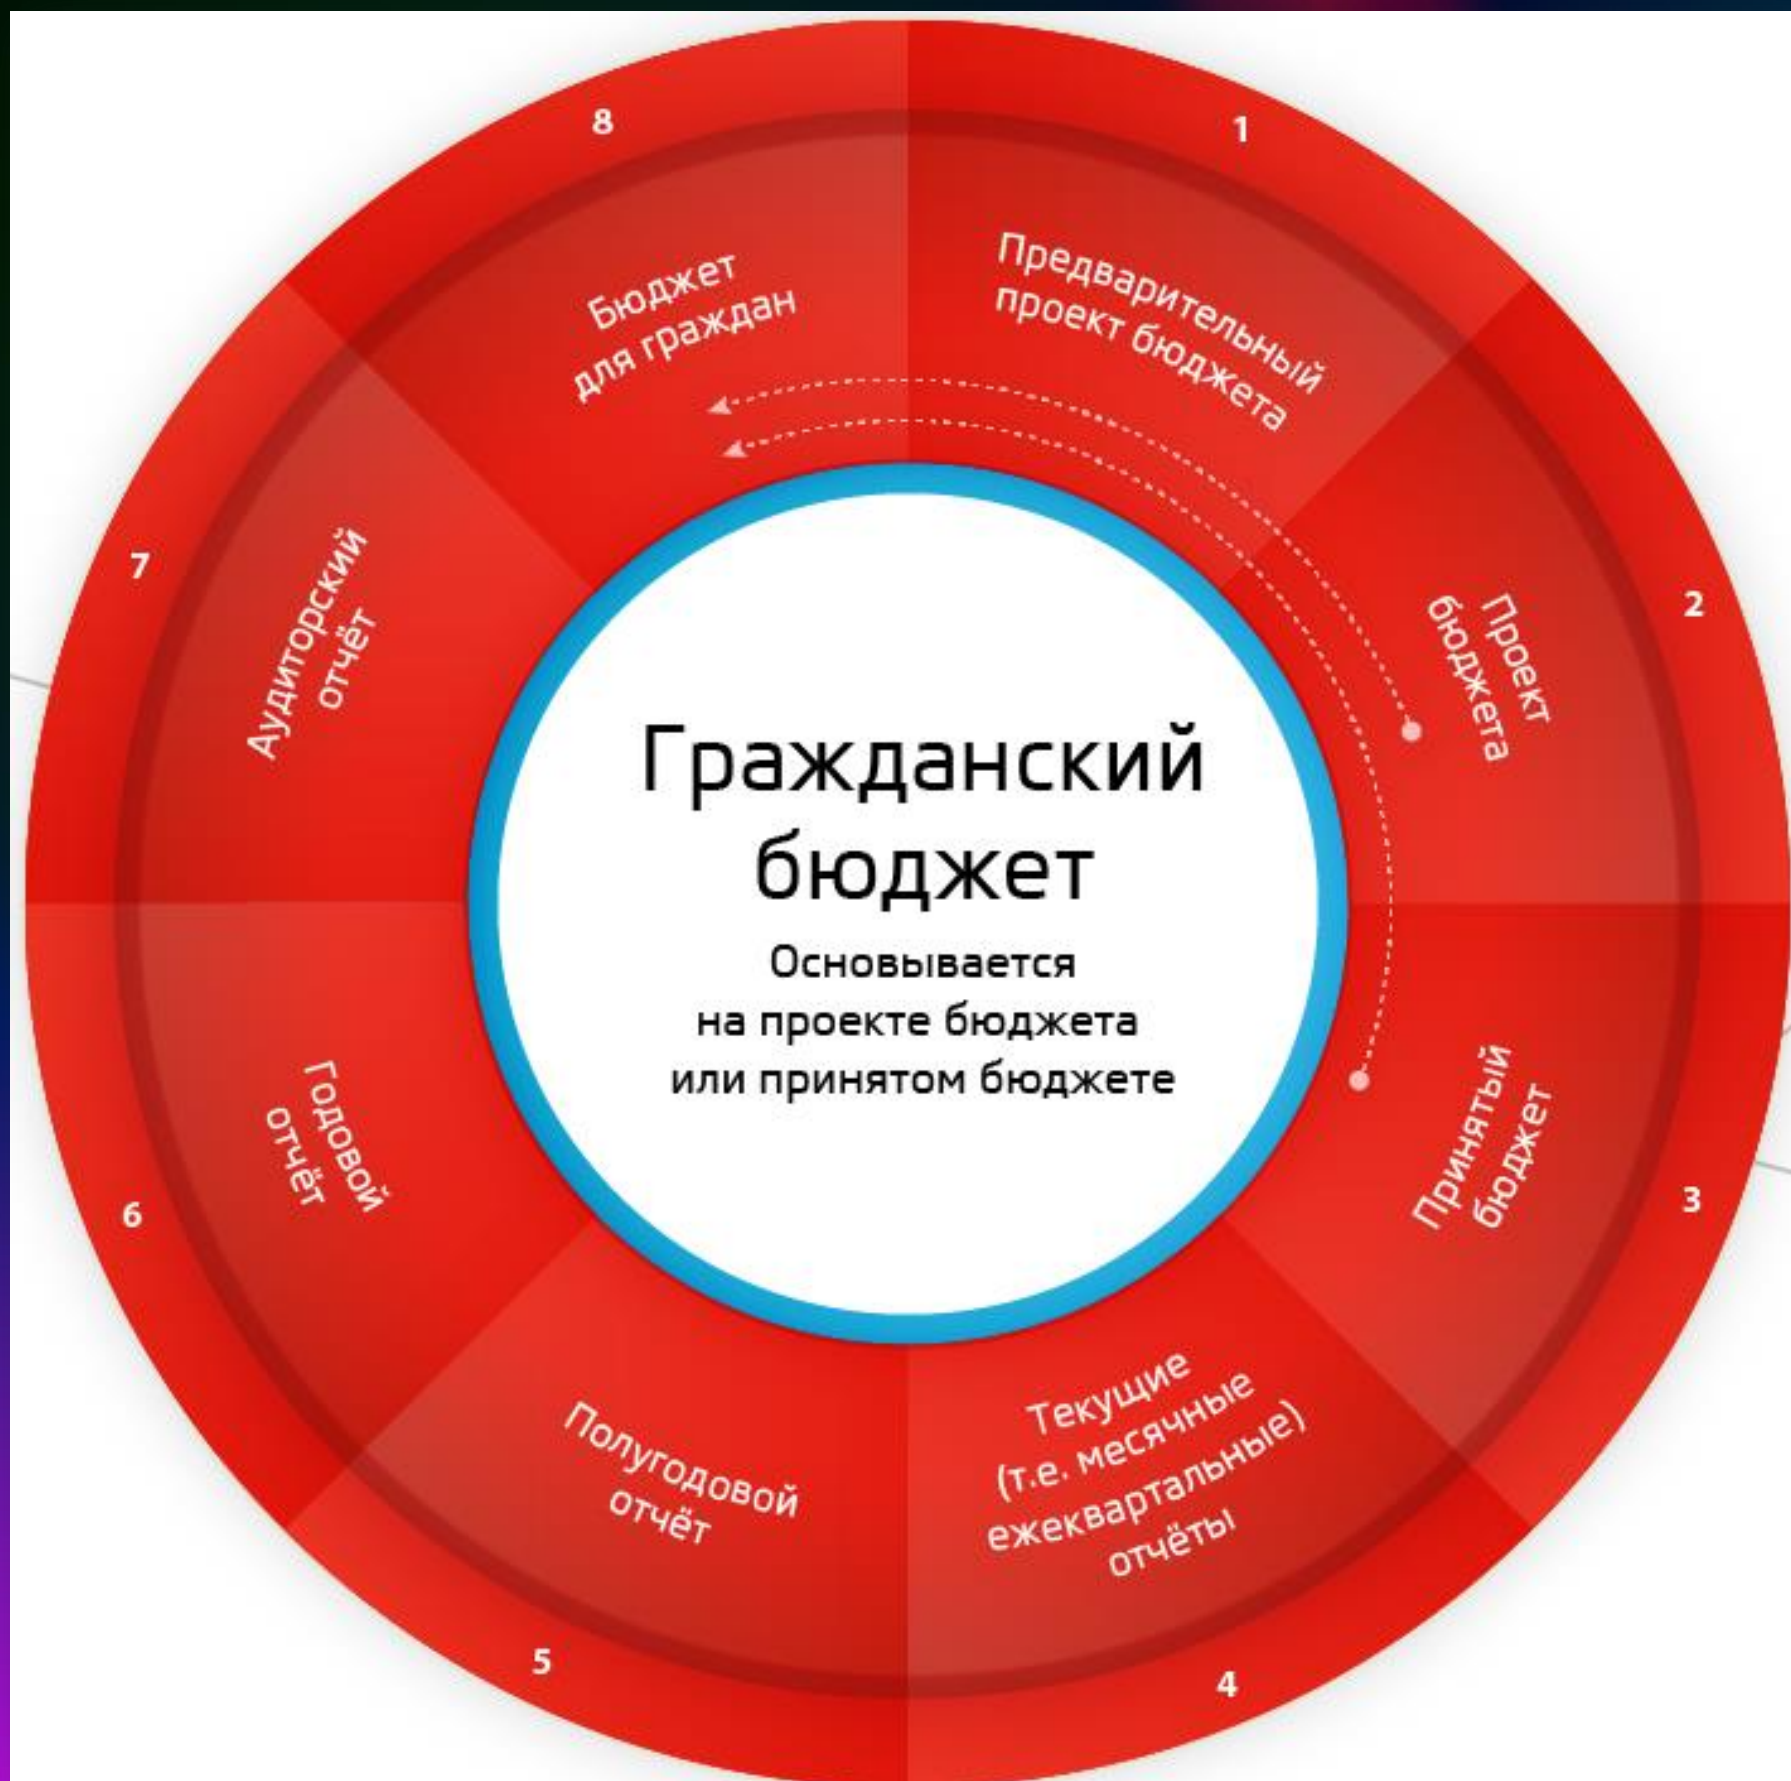 Гражданский
бюджет
Основывается
на проекте бюджета
или принятом бюджете
1
Предварительный
проект бюджета
2
Проект
бюджета
3
Принятый
бюджет
4
Текущие
(т.е. месячные
ежеквартальные)
отчёты
5
Полугодовой
отчёт
6
Годовой
отчёт
7
Аудиторский
отчёт
8
Бюджет
для граждан